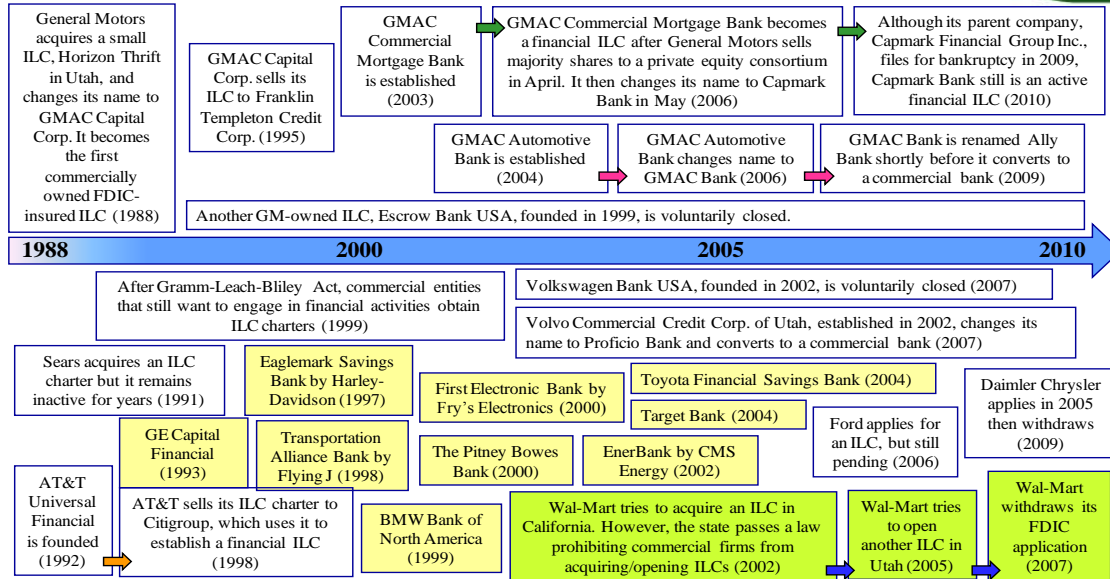 General Motors
acquires a small
ILC, Horizon Thrift
in Utah, and
changes its name to
GMAC Capital
Corp. It becomes
the first
commercially
owned FDIC-
insured ILC (1988)
GMAC Capital
Corp. sells its
ILC to Franklin
Templeton Credit
Corp. (1995)
GMAC
Commercial
Mortgage Bank
is established
(2003)
GMAC Commercial Mortgage Bank becomes
a financial ILC after General Motors sells
majority shares to a private equity consortium
in April. It then changes its name to Capmark
Bank in May (2006)
Although its parent company,
Capmark Financial Group Inc.,
files for bankruptcy in 2009,
Capmark Bank still is an active
financial ILC (2010)
GMAC Automotive
Bank is established
(2004)
GMAC Automotive
Bank changes name to
GMAC Bank (2006)
GMAC Bank is renamed Ally
Bank shortly before it converts to
a commercial bank (2009)
Another GM-owned ILC, Escrow Bank USA, founded in 1999, is voluntarily closed.
1988 2000 2005 2010
After Gramm-Leach-Bliley Act, commercial entities
that still want to engage in financial activities obtain
ILC charters (1999)
Volkswagen Bank USA, founded in 2002, is voluntarily closed (2007)
Volvo Commercial Credit Corp. of Utah, established in 2002, changes its
name to Proficio Bank and converts to a commercial bank
(2007)
Sears acquires an ILC
charter but it remains
inactive for years (1991)
Eaglemark Savings
Bank by Harley-
Davidson (1997)
First Electronic Bank by
Fry's Electronics (2000)
Toyota Financial Savings Bank (2004)
Target Bank (2004)
Daimler Chrysler
applies in 2005
then withdraws
(2009)
GE Capital
Financial
(1993)
Transportation
Alliance Bank by
Flying J (1998)
The Pitney Bowes
Bank (2000)
EnerBank by CMS
Energy (2002)
Ford applies for
an ILC, but still
pending (2006)
AT&T
Universal
Financial
is founded
(1992)
AT&T sells its ILC charter to
Citigroup, which uses it to
establish a financial ILC
(1998)
BMW Bank of
North America
(1999)
Wal-Mart tries to acquire an ILC in
California. However, the state passes a law
prohibiting commercial firms from
acquiring/opening ILCs (2002)
Wal-Mart tries
to open
another ILC in
Utah (2005)
Wal-Mart
withdraws its
FDIC
application
(2007)